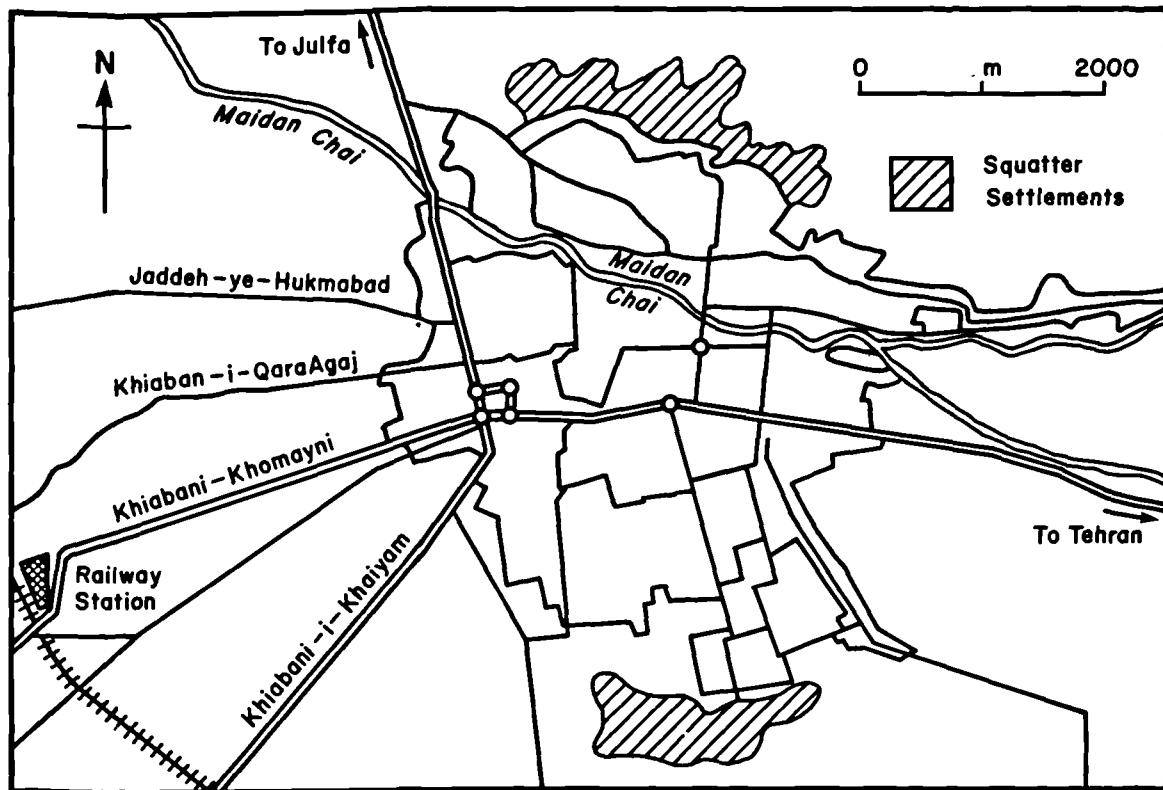 To Julfa
N
0 m 2000
Maidan Chai
Squatter
Settlements
Maidan
Chai
Jaddeh-ye-Hukmabad
Khiaban-i-QaraAgaj
Khiabani-Khomayni
To Tehran
Railway
Station
Khiabani-i-Khaiyam